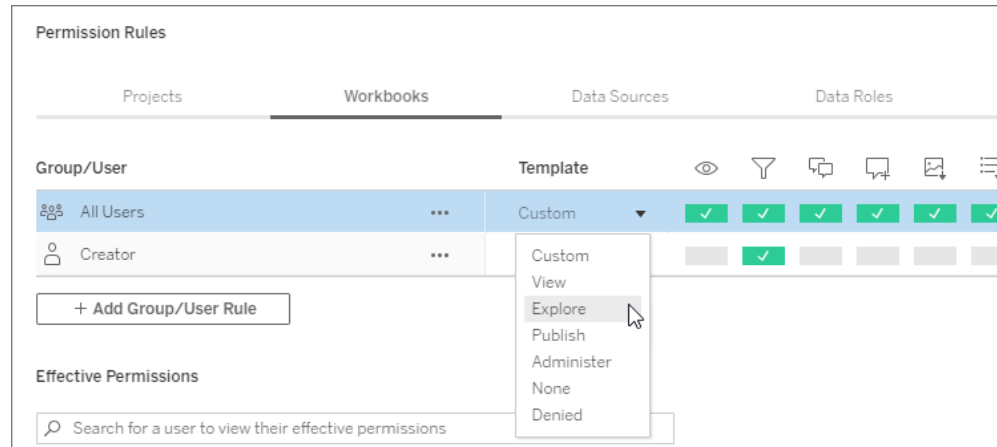 Permission Rules
Projects Workbooks Data Sources Data Roles
Group/User Template
All Users ••• Custom
Creator •••
Custom
View
Explore
Publish
Administer
None
Denied
+ Add Group/User Rule
Effective Permissions
Search for a user to view their effective permissions